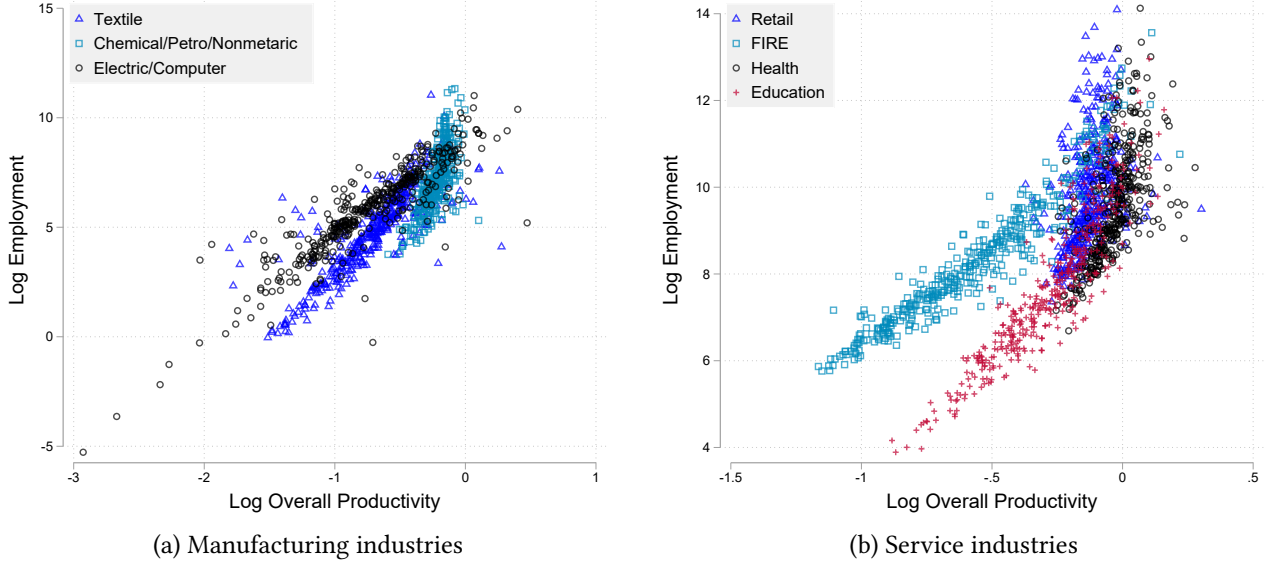 15
10
5
0
-5
-3
-2
-1
0
1
Log Employment
Log Overall Productivity
Textile
Chemical/Petro/Nonmetaric
Electric/Computer
(a) Manufacturing industries
14
12
10
8
6
4
-1.5
-1
-.5
0
.5
Log Employment
Log Overall Productivity
Retail
FIRE
Health
Education
(b) Service industries